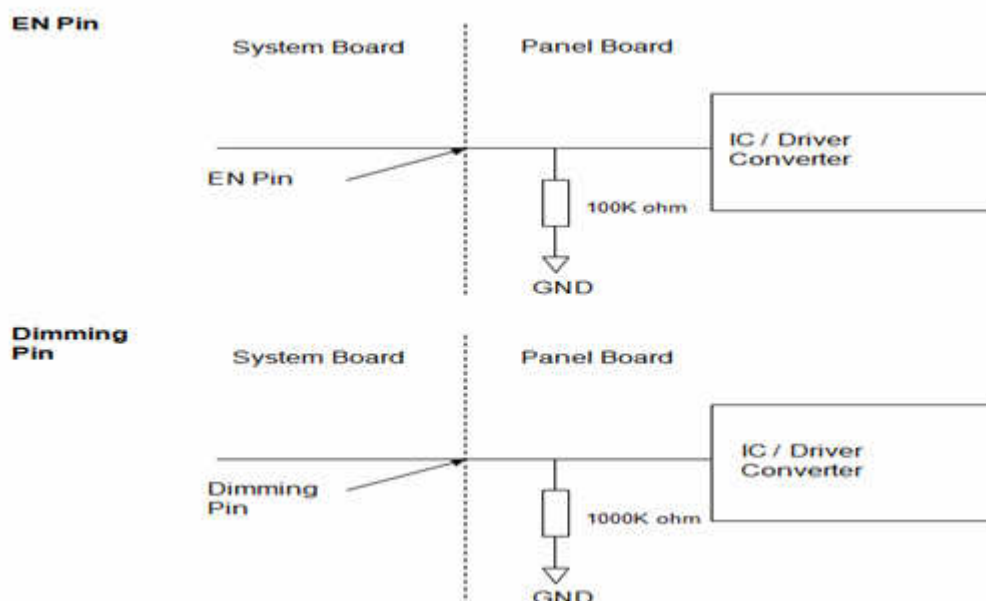 EN Pin
System Board
Panel Board
IC / Driver
Converter
EN Pin
100K ohm
GND
Dimming
Pin
System Board
Panel Board
IC / Driver
Converter
Dimming
Pin
1000K ohm
GND